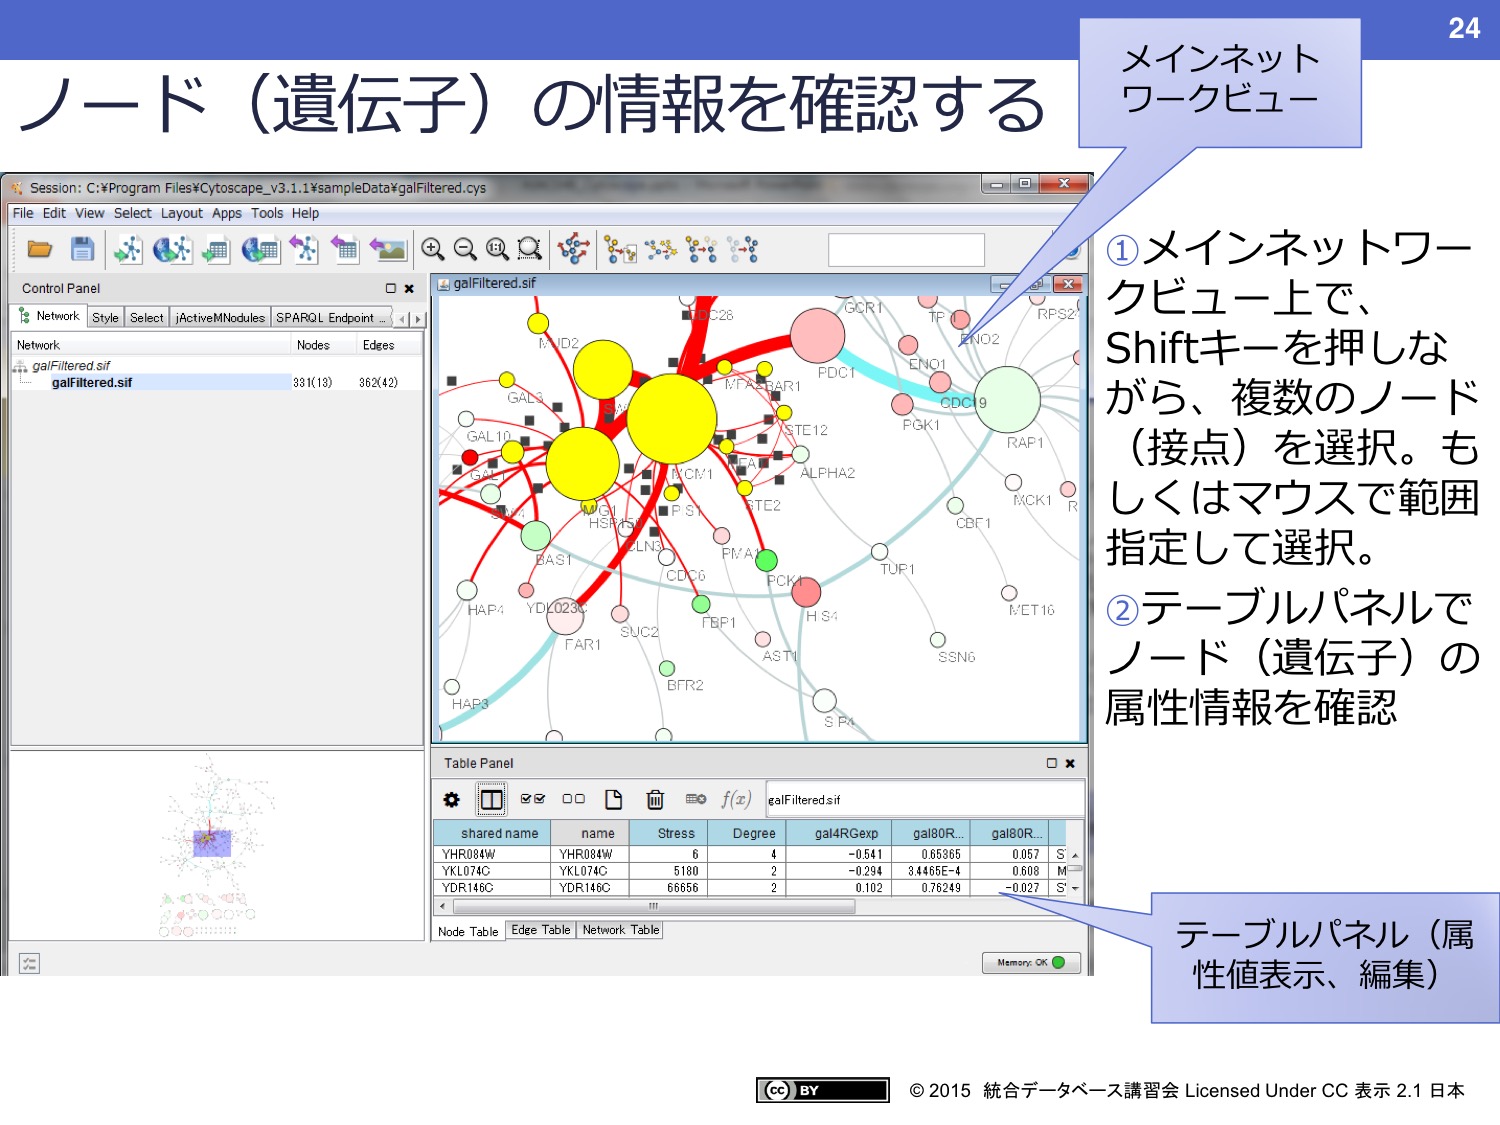 24
メインネット
ワークビュー
ノード（遺伝子）の情報を確認する
Session: C:¥Program Files¥Cytoscape_v3.1.1¥sampleData¥galFiltered.cys
File Edit View Select Layout Apps Tools Help
Control Panel
Network Style Select jActiveMNodules SPARQL Endpoint ...
Network Nodes Edges
galFiltered.sif
galFiltered.sif 331(13) 362(42)
galFiltered.sif
CDC28
GCR1
TP
RPS2
MUD2
ENO2
ENO1
PDC1
MFA2
BAR1
GAL3
CDC19
PGK1
STE12
GAL10
RAP1
MCM1
ALPHA2
MCK1
STE2
CBF1
PIS1
CLN3
PMA1
BAS1
CDC6
PCK1
TUP1
HAP4
YDL023C
FBP1
HIS4
MET16
SUC2
FAR1
AST1
SSN6
BFR2
HAP3
SIP4
①メインネットワー
クビュー上で、
Shiftキーを押しな
がら、複数のノード
（接点）を選択。も
しくはマウスで範囲
指定して選択。
②テーブルパネルで
ノード（遺伝子）の
属性情報を確認
Table Panel
f(x) galFiltered.sif
shared name name Stress Degree gal4RGexp gal80R... gal80R...
YHR084W YHR084W 6 4 -0.541 0.65365 0.057 S
YKL074C YKL074C 5180 2 -0.294 3.4465E-4 0.608 M
YDR146C YDR146C 66656 2 0.102 0.76249 -0.027 S
Node Table Edge Table Network Table
Memory: OK
テーブルパネル（属
性値表示、編集）
cc BY © 2015 統合データベース講習会 Licensed Under CC 表示 2.1 日本